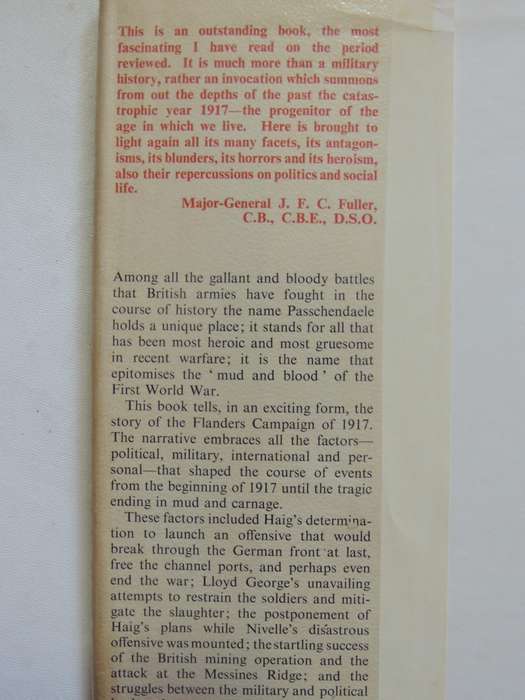 This is an outstanding book, the most
fascinating I have read on the period
reviewed. It is much more than a military
history, rather an invocation which summons
from out the depths of the past the catas-
trophic year 1917—the progenitor of the
age in which we live. Here is brought to
light again all its many facets, its antagon-
isms, its blunders, its horrors and its heroism,
also their repercussions on politics and social
life.
Major-General J. F. C. Fuller,
C.B., C.B.E., D.S.O.
Among all the gallant and bloody battles
that British armies have fought in the
course of history the name Passchendaele
holds a unique place; it stands for all that
has been most heroic and most gruesome
in recent warfare; it is the name that
epitomises the ‘mud and blood’ of the
First World War.
This book tells, in an exciting form, the
story of the Flanders Campaign of 1917.
The narrative embraces all the factors—
political, military, international and per-
sonal—that shaped the course of events
from the beginning of 1917 until the tragic
ending in mud and carnage.
These factors included Haig's determina-
tion to launch an offensive that would
break through the German front at last,
free the channel ports, and perhaps even
end the war; Lloyd George's unavailing
attempts to restrain the soldiers and miti-
gate the slaughter; the postponement of
Haig's plans while Nivelle's disastrous
offensive was mounted; the startling success
of the British mining operation and the
attack at the Messines Ridge; and the
struggles between the military and political